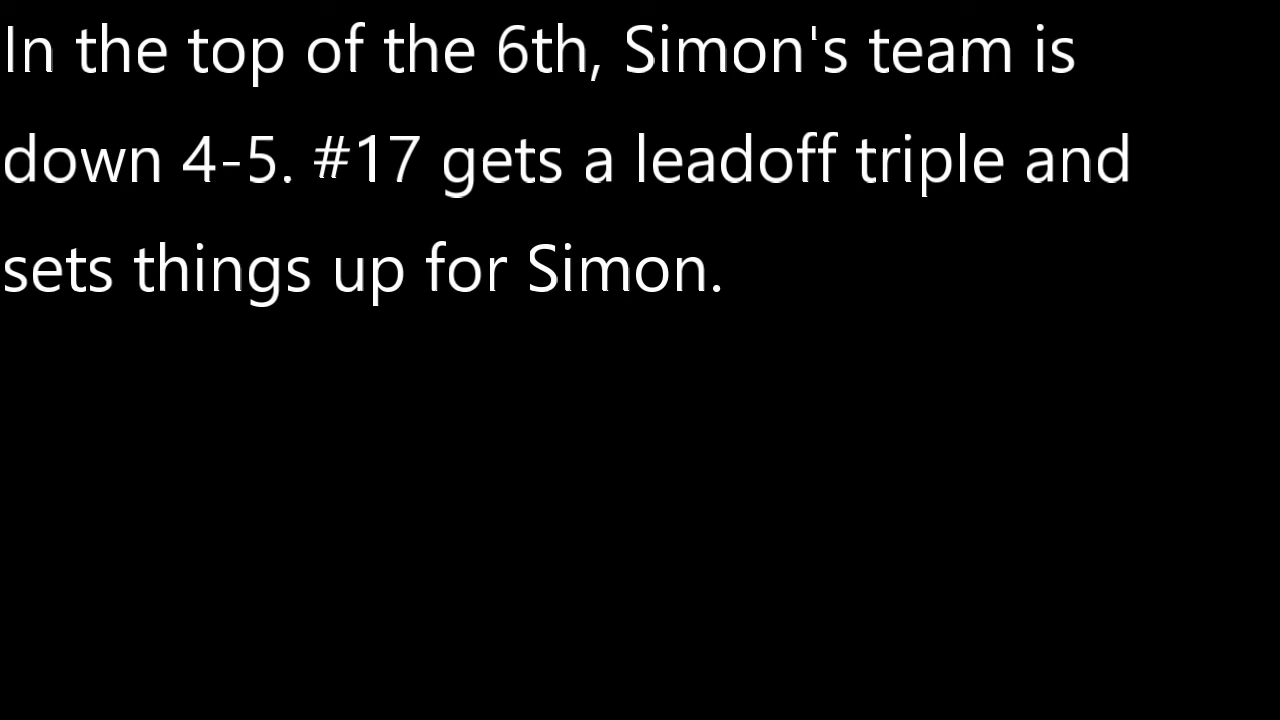 In the top of the 6th, Simon's team is
down 4-5. #17 gets a leadoff triple and
sets things up for Simon.